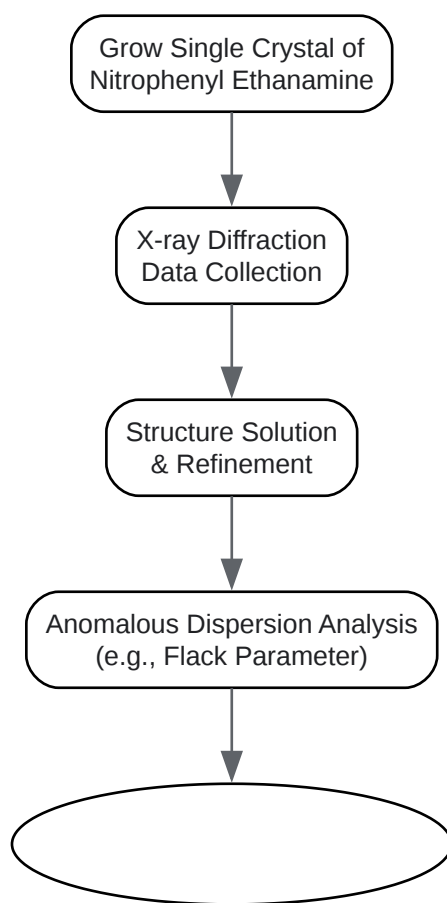 Grow Single Crystal of
Nitrophenyl Ethanamine
X-ray Diffraction
Data Collection
Structure Solution
& Refinement
Anomalous Dispersion Analysis
(e.g., Flack Parameter)